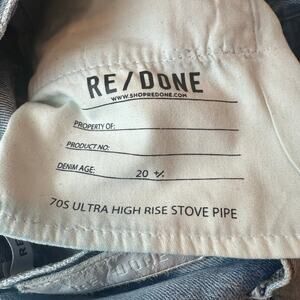 RE/DONE
WWW.SHOPREDONE.COM
PROPERTY OF:
PRODUCT NO:
DENIM AGE: 20 +/-
70S ULTRA HIGH RISE STOVE PIPE